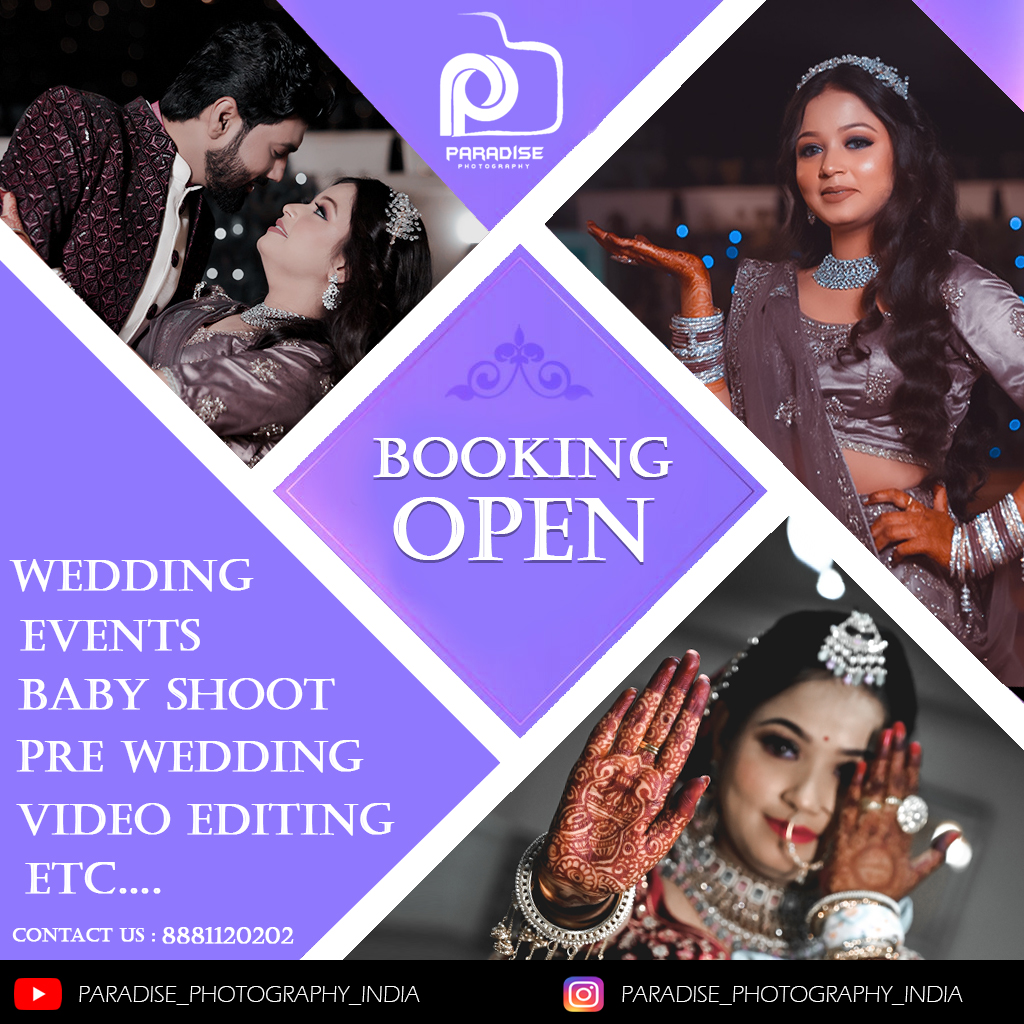 PARADISE
PHOTOGRAPHY
BOOKING
OPEN
WEDDING
EVENTS
BABY SHOOT
PRE WEDDING
VIDEO EDITING
ETC....
CONTACT US : 8881120202
PARADISE_PHOTOGRAPHY_INDIA
PARADISE_PHOTOGRAPHY_INDIA